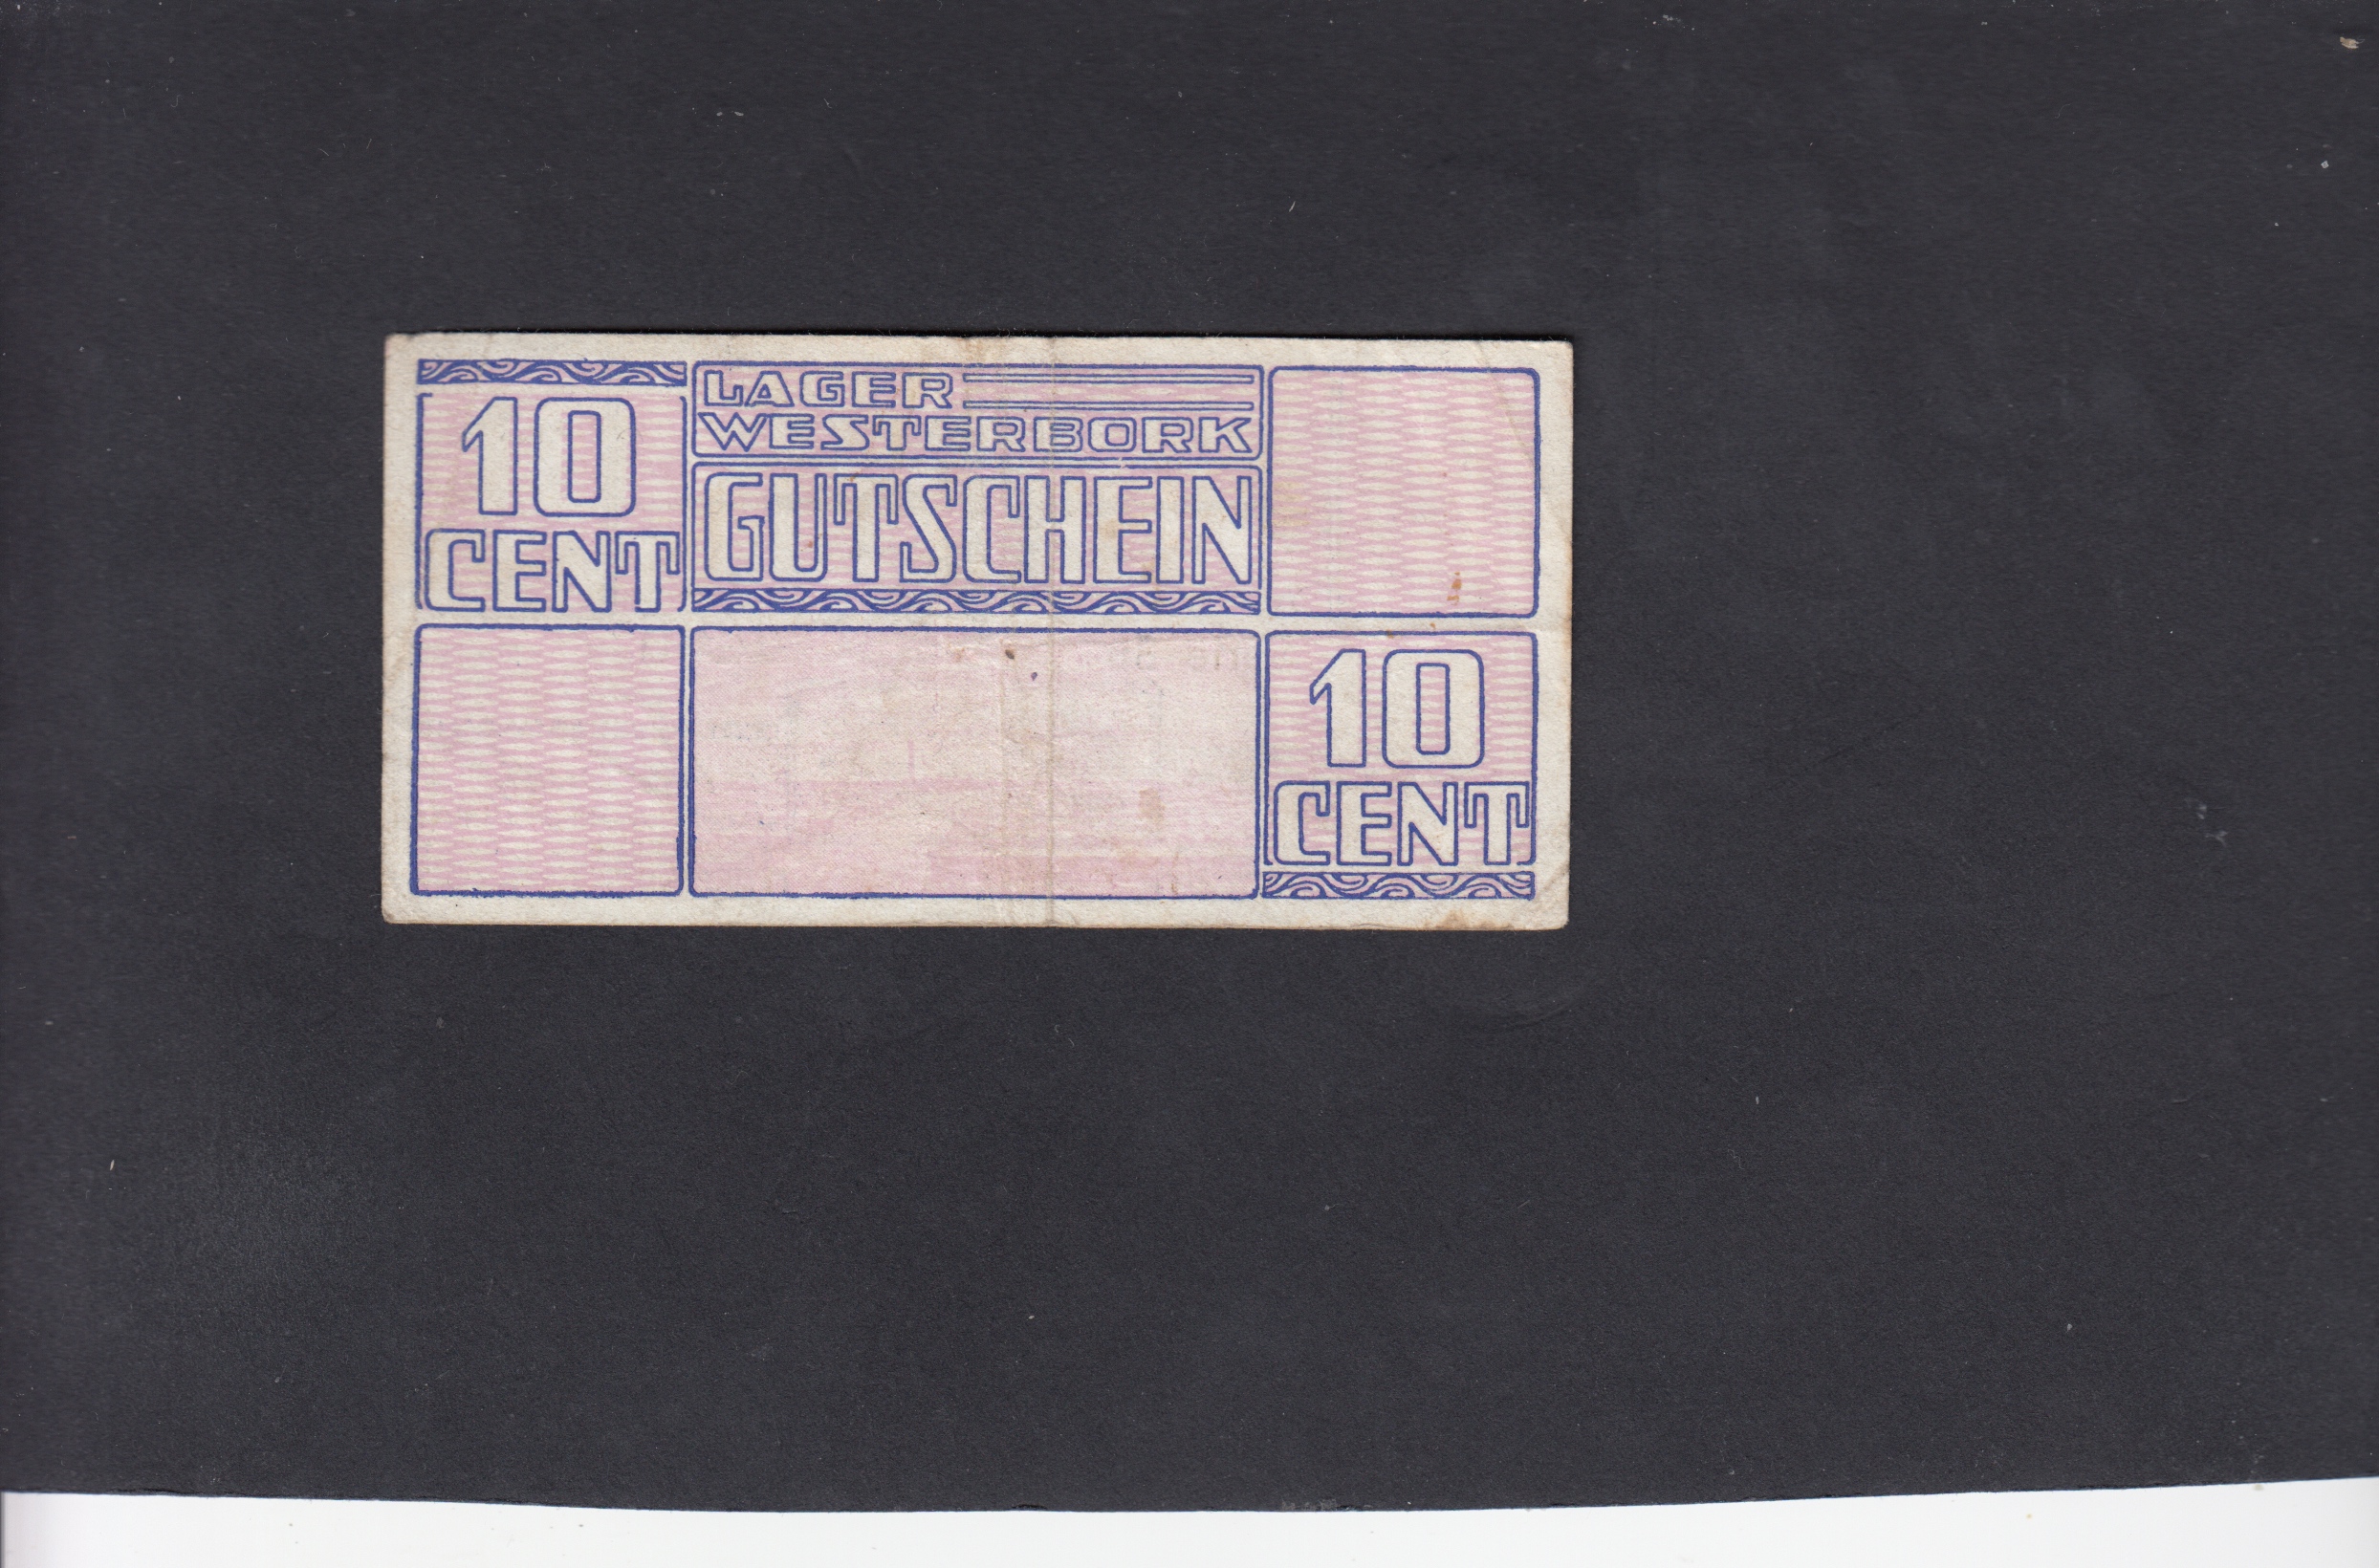 10
CENT
LAGER
WESTERBORK
GUTSCHEIN
10
CENT